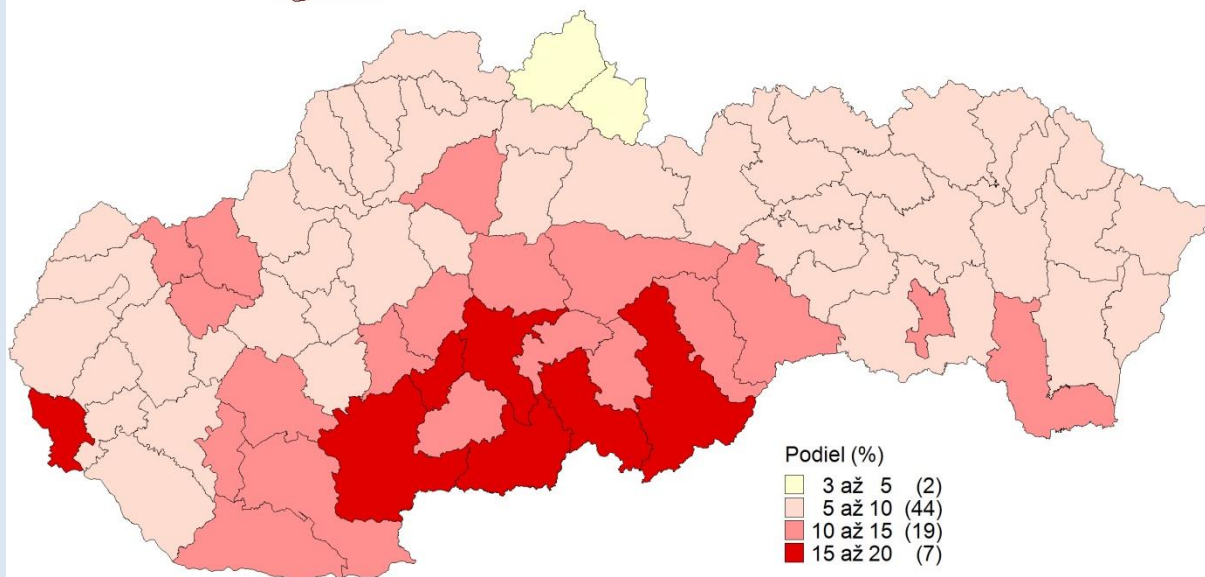 Podiel (%)
3 až 5 (2)
5 až 10 (44)
10 až 15 (19)
15 až 20 (7)